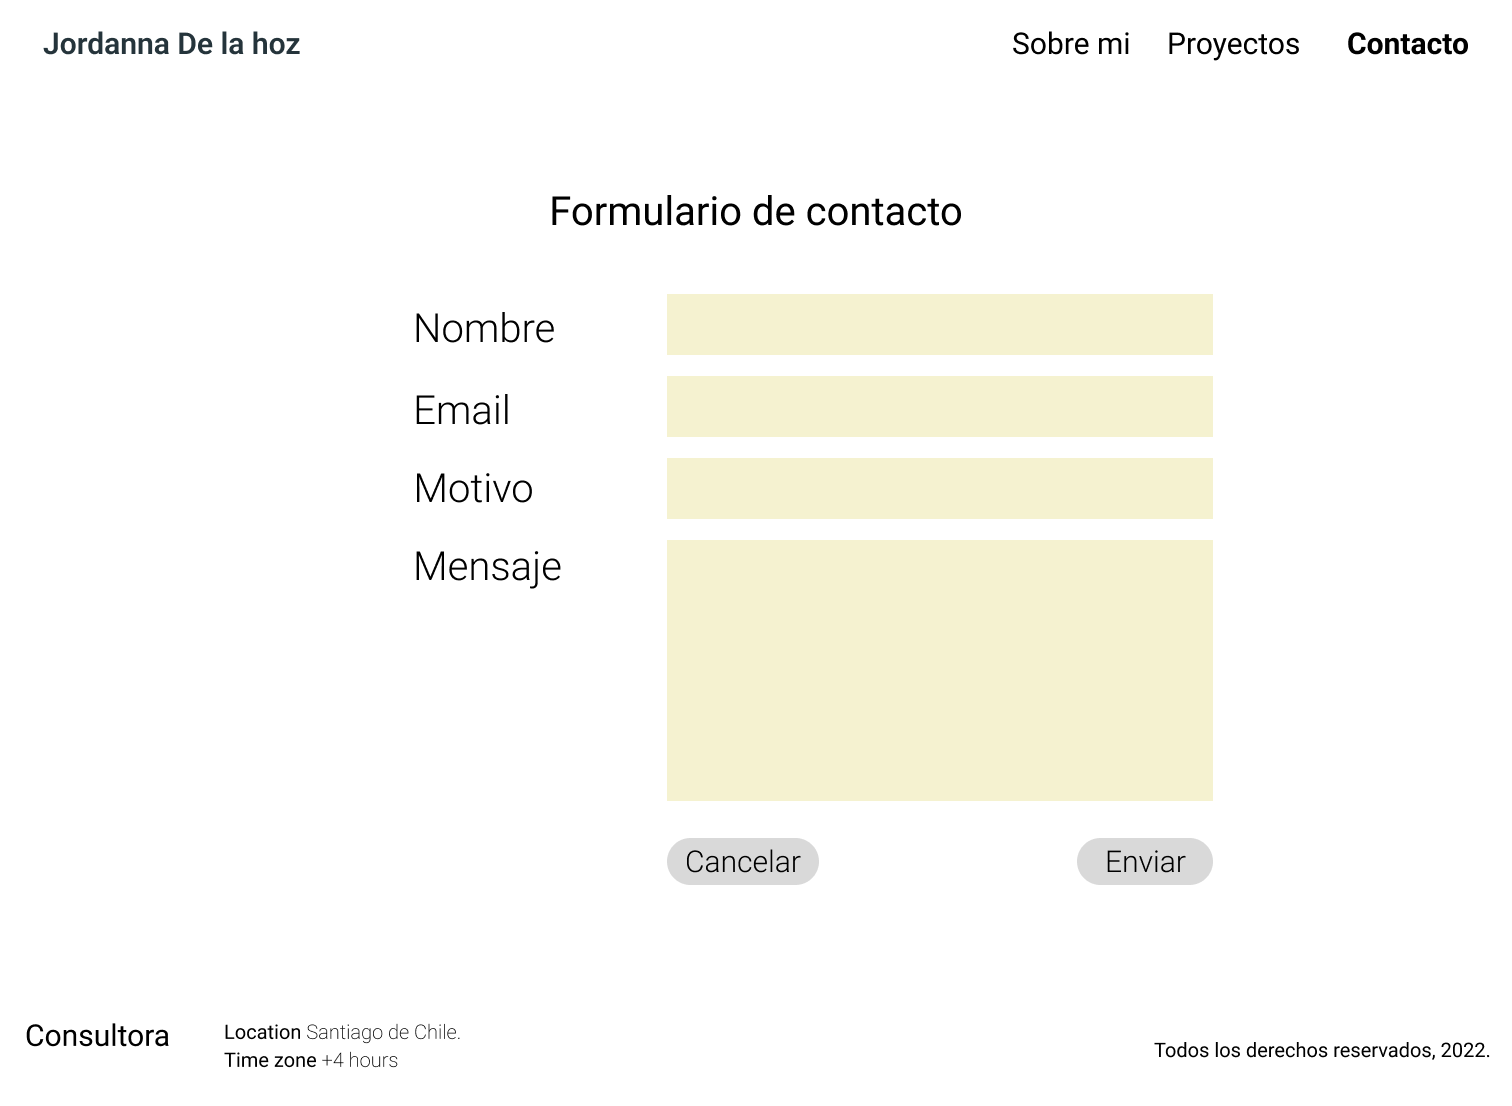 Jordanna De la hoz
Sobre mi
Proyectos
Contacto
Formulario de contacto
Nombre
Email
Motivo
Mensaje
Cancelar
Enviar
Consultora
Location Santiago de Chile.
Time zone +4 hours
Todos los derechos reservados, 2022.